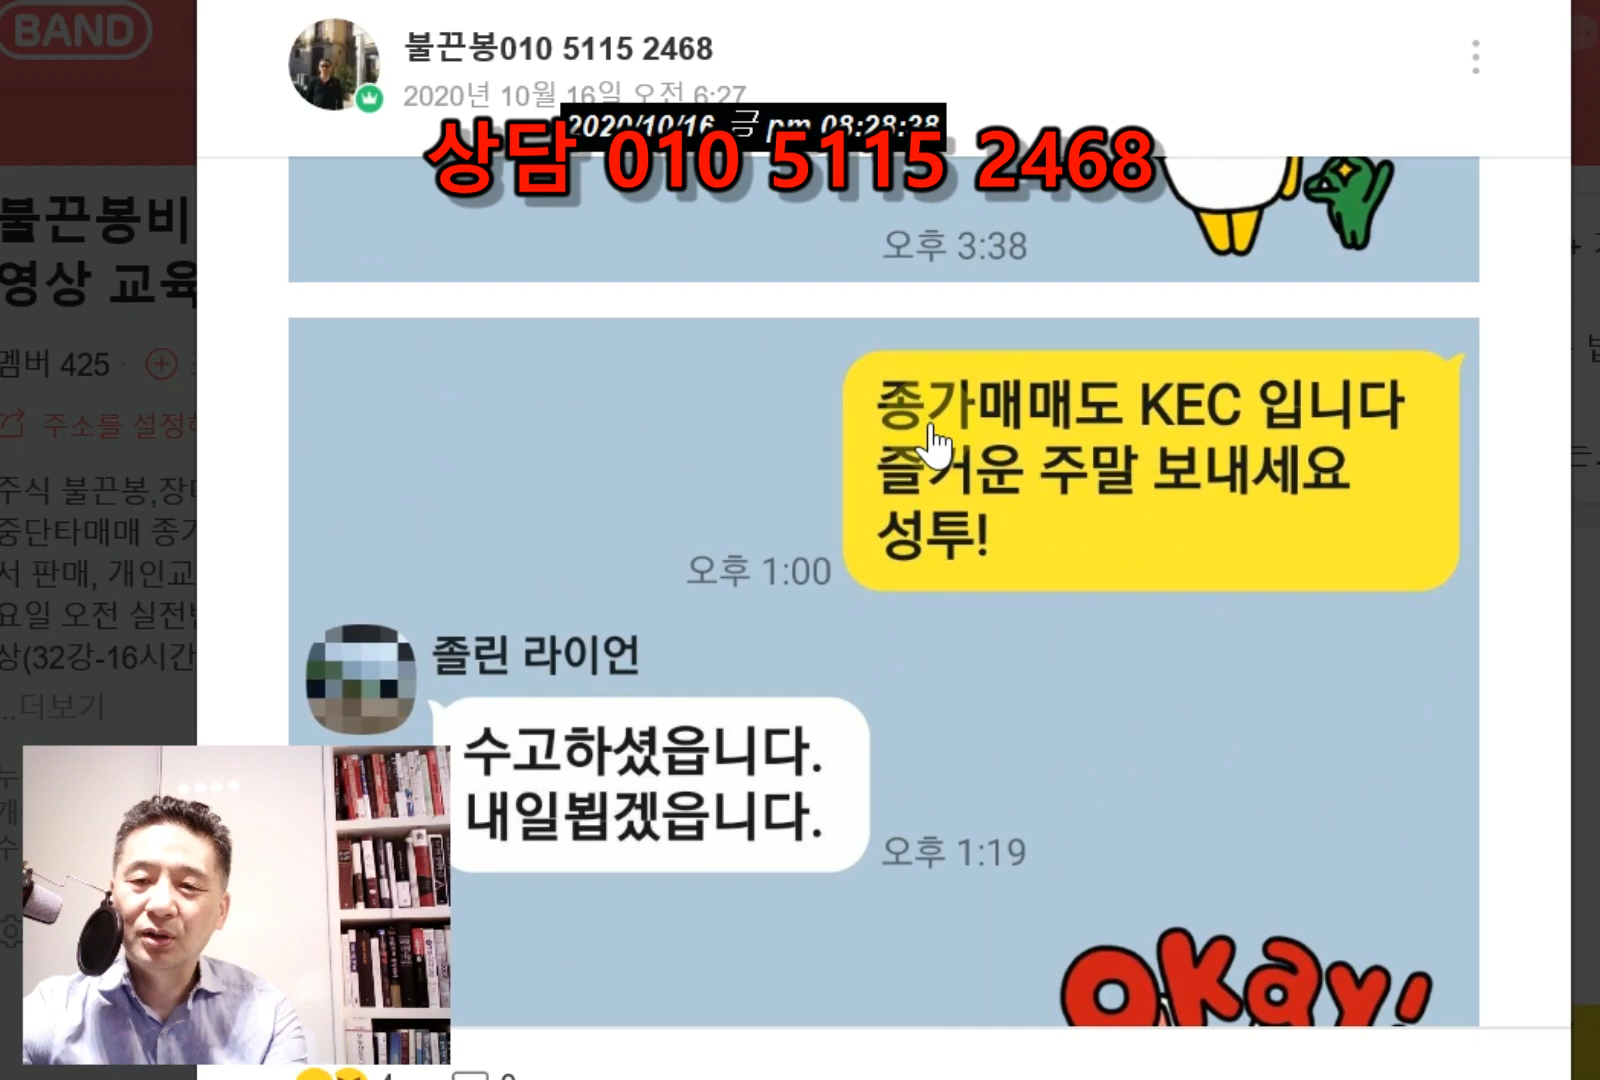 BAND
불끈봉010 5115 2468
2020년 10월 16일 오전 6:27
2020/10/16 금 pm 08:28:38
상담 010 5115 2468
오후 3:38
불끈봉비
영상 교육
멤버 425
주소를 설정하
주식 불끈봉,장
중단타매매 종가
서 판매, 개인교
요일 오전 실전
상(32강-16시간
...더보기
종가매매도 KEC 입니다
즐거운 주말 보내세요
성투!
오후 1:00
졸린 라이언
수고하셨읍니다.
내일뵙겠읍니다.
오후 1:19
OKay!